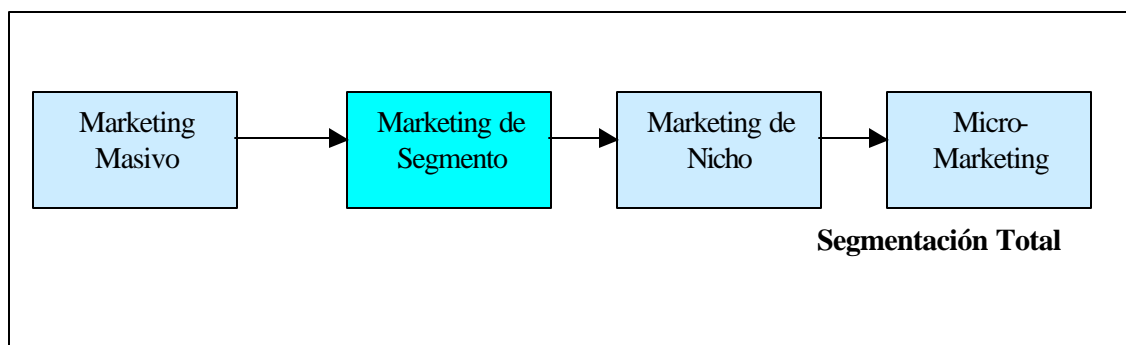 Marketing
Masivo
Marketing de
Segmento
Marketing de
Nicho
Micro-
Marketing
Segmentación Total